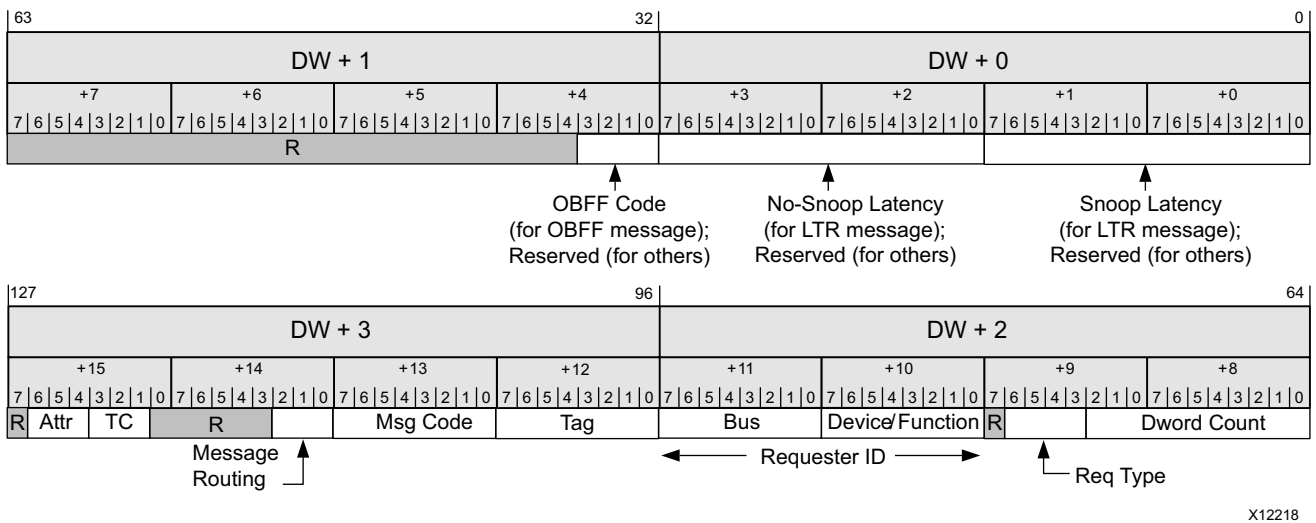 63 32 0
DW + 1 DW + 0
+7 +6 +5 +4 +3 +2 +1 +0
7 6 5 4 3 2 1 0 7 6 5 4 3 2 1 0 7 6 5 4 3 2 1 0 7 6 5 4 3 2 1 0 7 6 5 4 3 2 1 0 7 6 5 4 3 2 1 0 7 6 5 4 3 2 1 0 7 6 5 4 3 2 1 0
R
OBFF Code No-Snoop Latency Snoop Latency
(for OBFF message); (for LTR message); (for LTR message);
Reserved (for others) Reserved (for others) Reserved (for others)
127 96 64
DW + 3 DW + 2
+15 +14 +13 +12 +11 +10 +9 +8
7 6 5 4 3 2 1 0 7 6 5 4 3 2 1 0 7 6 5 4 3 2 1 0 7 6 5 4 3 2 1 0 7 6 5 4 3 2 1 0 7 6 5 4 3 2 1 0 7 6 5 4 3 2 1 0 7 6 5 4 3 2 1 0
R Attr TC R Msg Code Tag Bus Device/Function R Dword Count
Message Requester ID
Routing Req Type
X12218